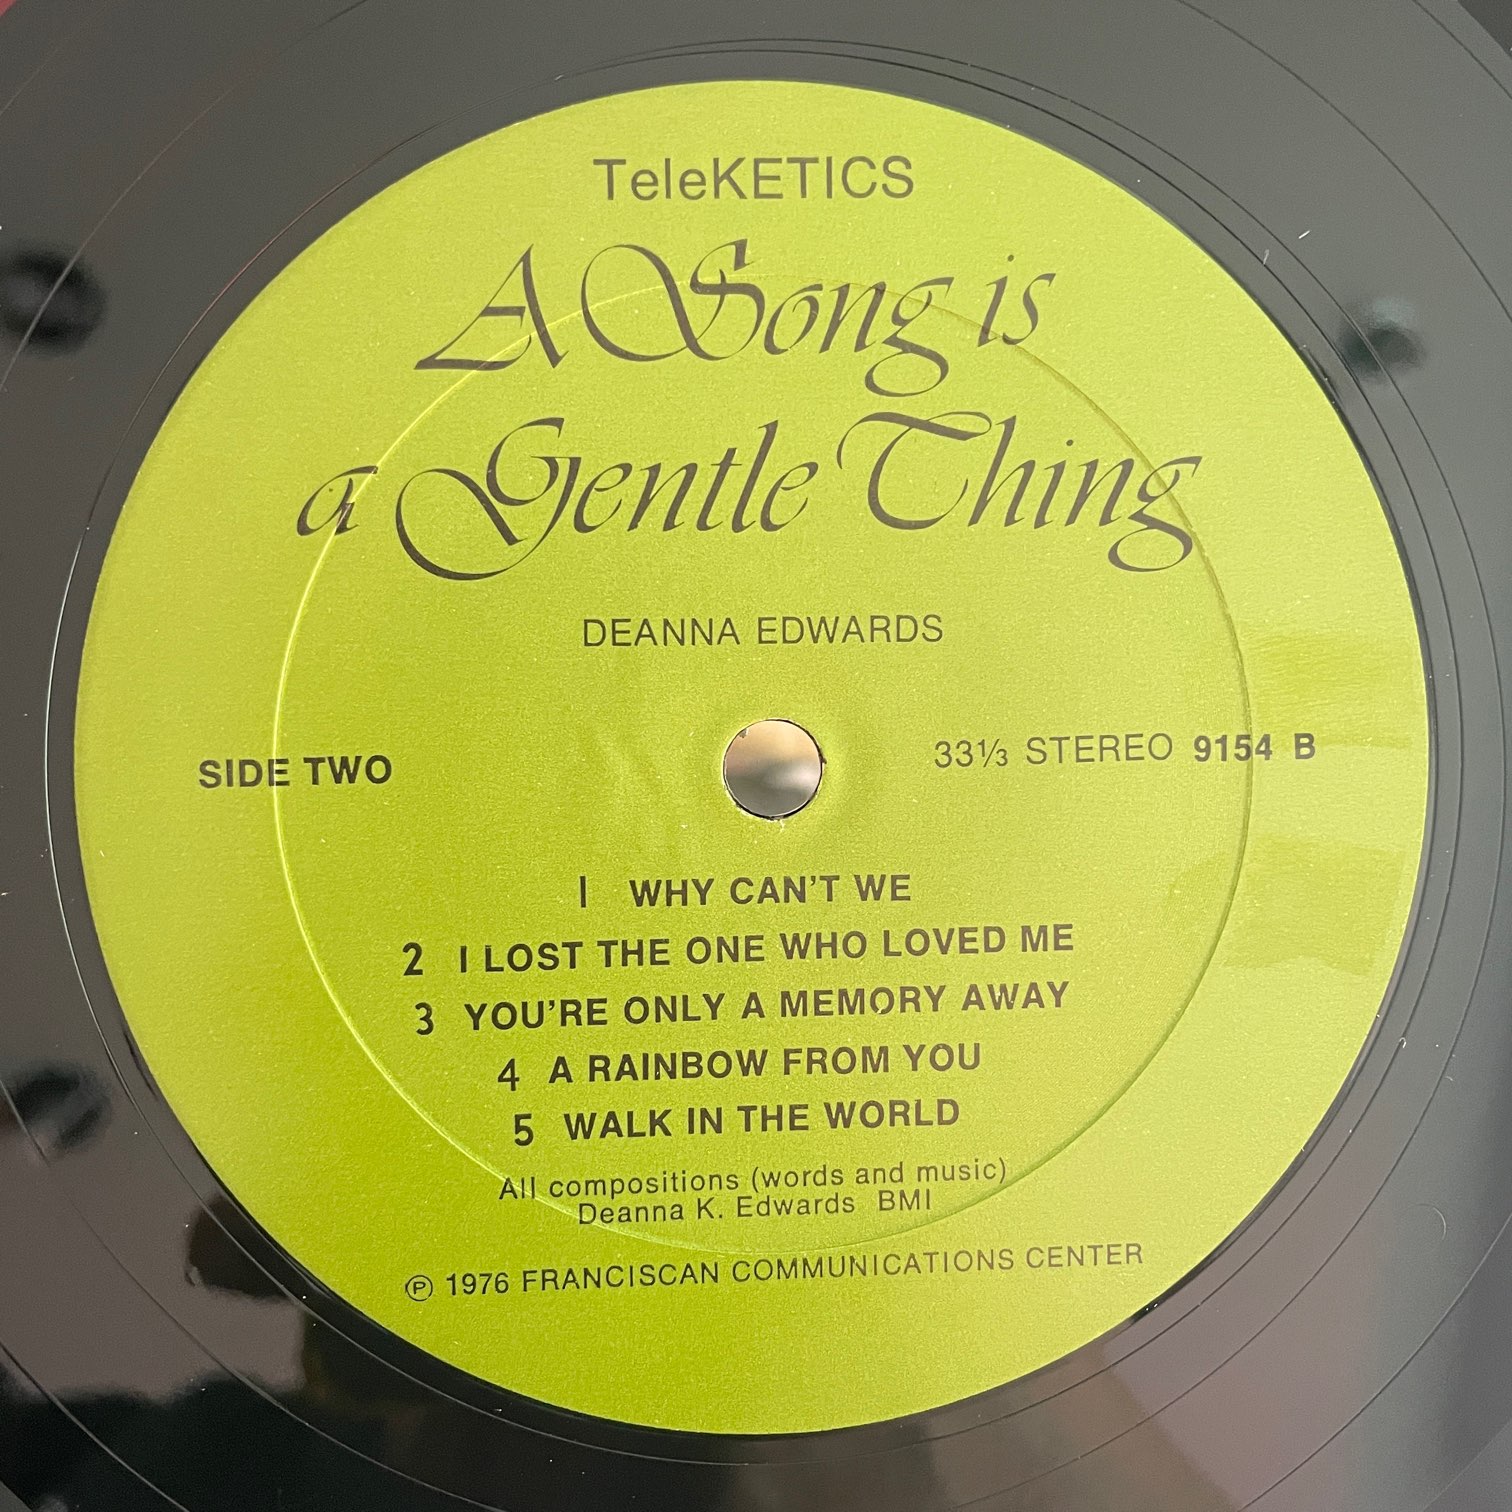 TeleKETICS
A Song is
a Gentle Thing
DEANNA EDWARDS
SIDE TWO
33⅓ STEREO 9154 B
1 WHY CAN'T WE
2 I LOST THE ONE WHO LOVED ME
3 YOU'RE ONLY A MEMORY AWAY
4 A RAINBOW FROM YOU
5 WALK IN THE WORLD
All compositions (words and music)
Deanna K. Edwards BMI
℗ 1976 FRANCISCAN COMMUNICATIONS CENTER